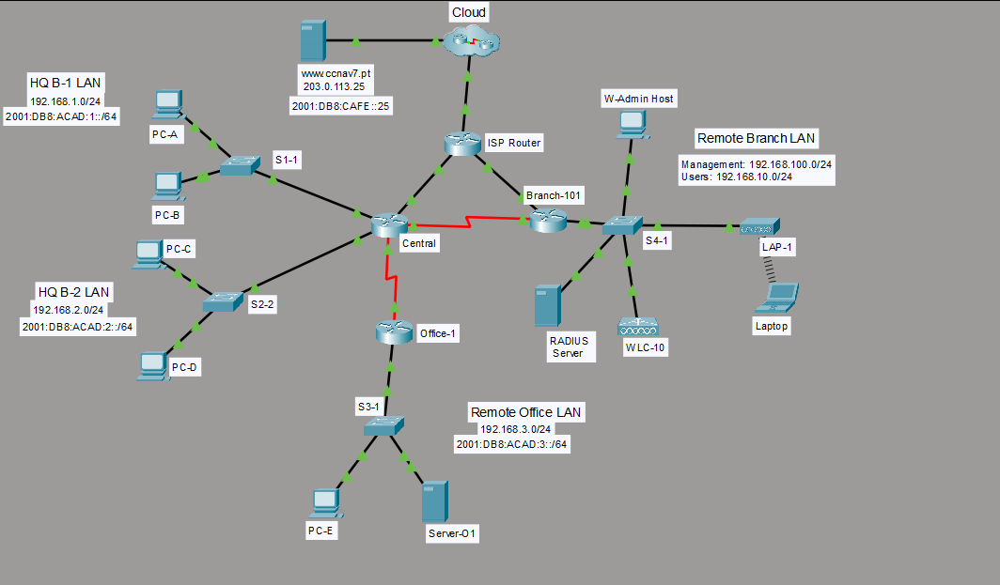 Cloud
www.ccnav7.pt
203.0.113.25
2001:DB8:CAFE::25
HQ B-1 LAN
192.168.1.0/24
2001:DB8:ACAD:1::/64
PC-A
S1-1
PC-B
ISP Router
W-Admin Host
Remote Branch LAN
Management: 192.168.100.0/24
Users: 192.168.10.0/24
Branch-101
Central
S4-1
LAP-1
PC-C
HQ B-2 LAN
192.168.2.0/24
2001:DB8:ACAD:2::/64
S2-2
PC-D
Office-1
RADIUS
Server
WLC-10
Laptop
S3-1
Remote Office LAN
192.168.3.0/24
2001:DB8:ACAD:3::/64
PC-E
Server-O1